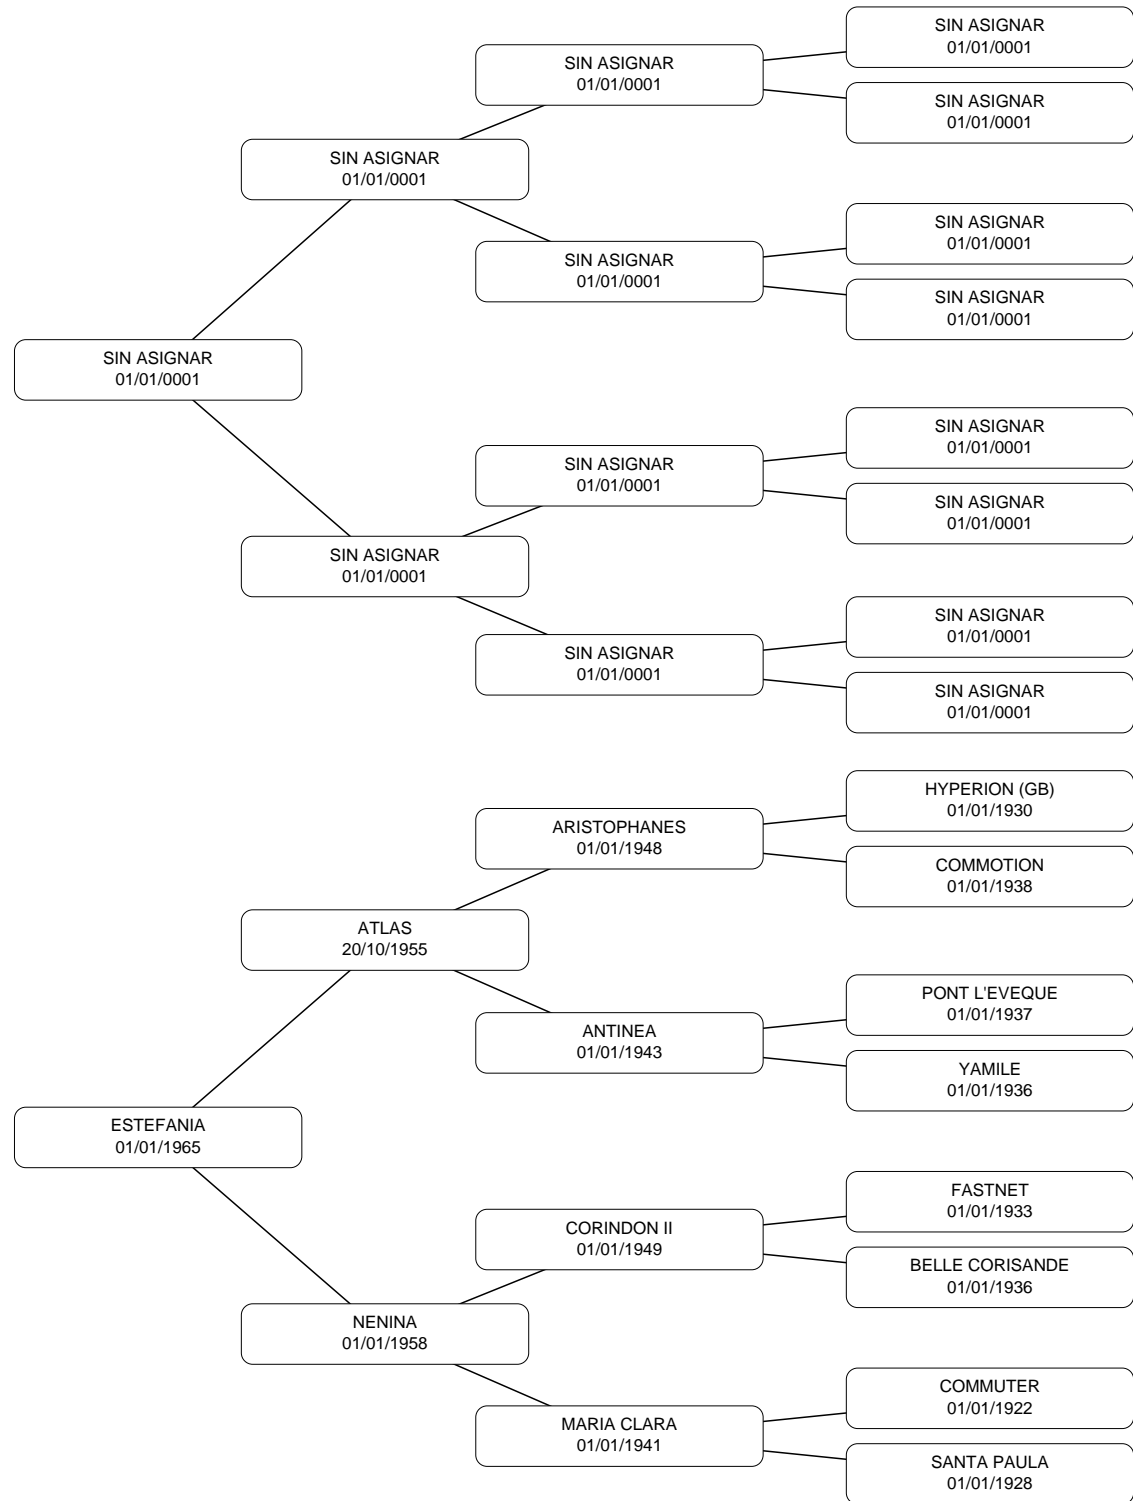 SIN ASIGNAR
01/01/0001
SIN ASIGNAR
01/01/0001
SIN ASIGNAR
01/01/0001
SIN ASIGNAR
01/01/0001
SIN ASIGNAR
01/01/0001
SIN ASIGNAR
01/01/0001
SIN ASIGNAR
01/01/0001
SIN ASIGNAR
01/01/0001
SIN ASIGNAR
01/01/0001
SIN ASIGNAR
01/01/0001
SIN ASIGNAR
01/01/0001
SIN ASIGNAR
01/01/0001
SIN ASIGNAR
01/01/0001
SIN ASIGNAR
01/01/0001
SIN ASIGNAR
01/01/0001
HYPERION (GB)
01/01/1930
ARISTOPHANES
01/01/1948
COMMOTION
01/01/1938
ATLAS
20/10/1955
PONT L'EVEQUE
01/01/1937
ANTINEA
01/01/1943
YAMILE
01/01/1936
ESTEFANIA
01/01/1965
FASTNET
01/01/1933
CORINDON II
01/01/1949
BELLE CORISANDE
01/01/1936
NENINA
01/01/1958
COMMUTER
01/01/1922
MARIA CLARA
01/01/1941
SANTA PAULA
01/01/1928